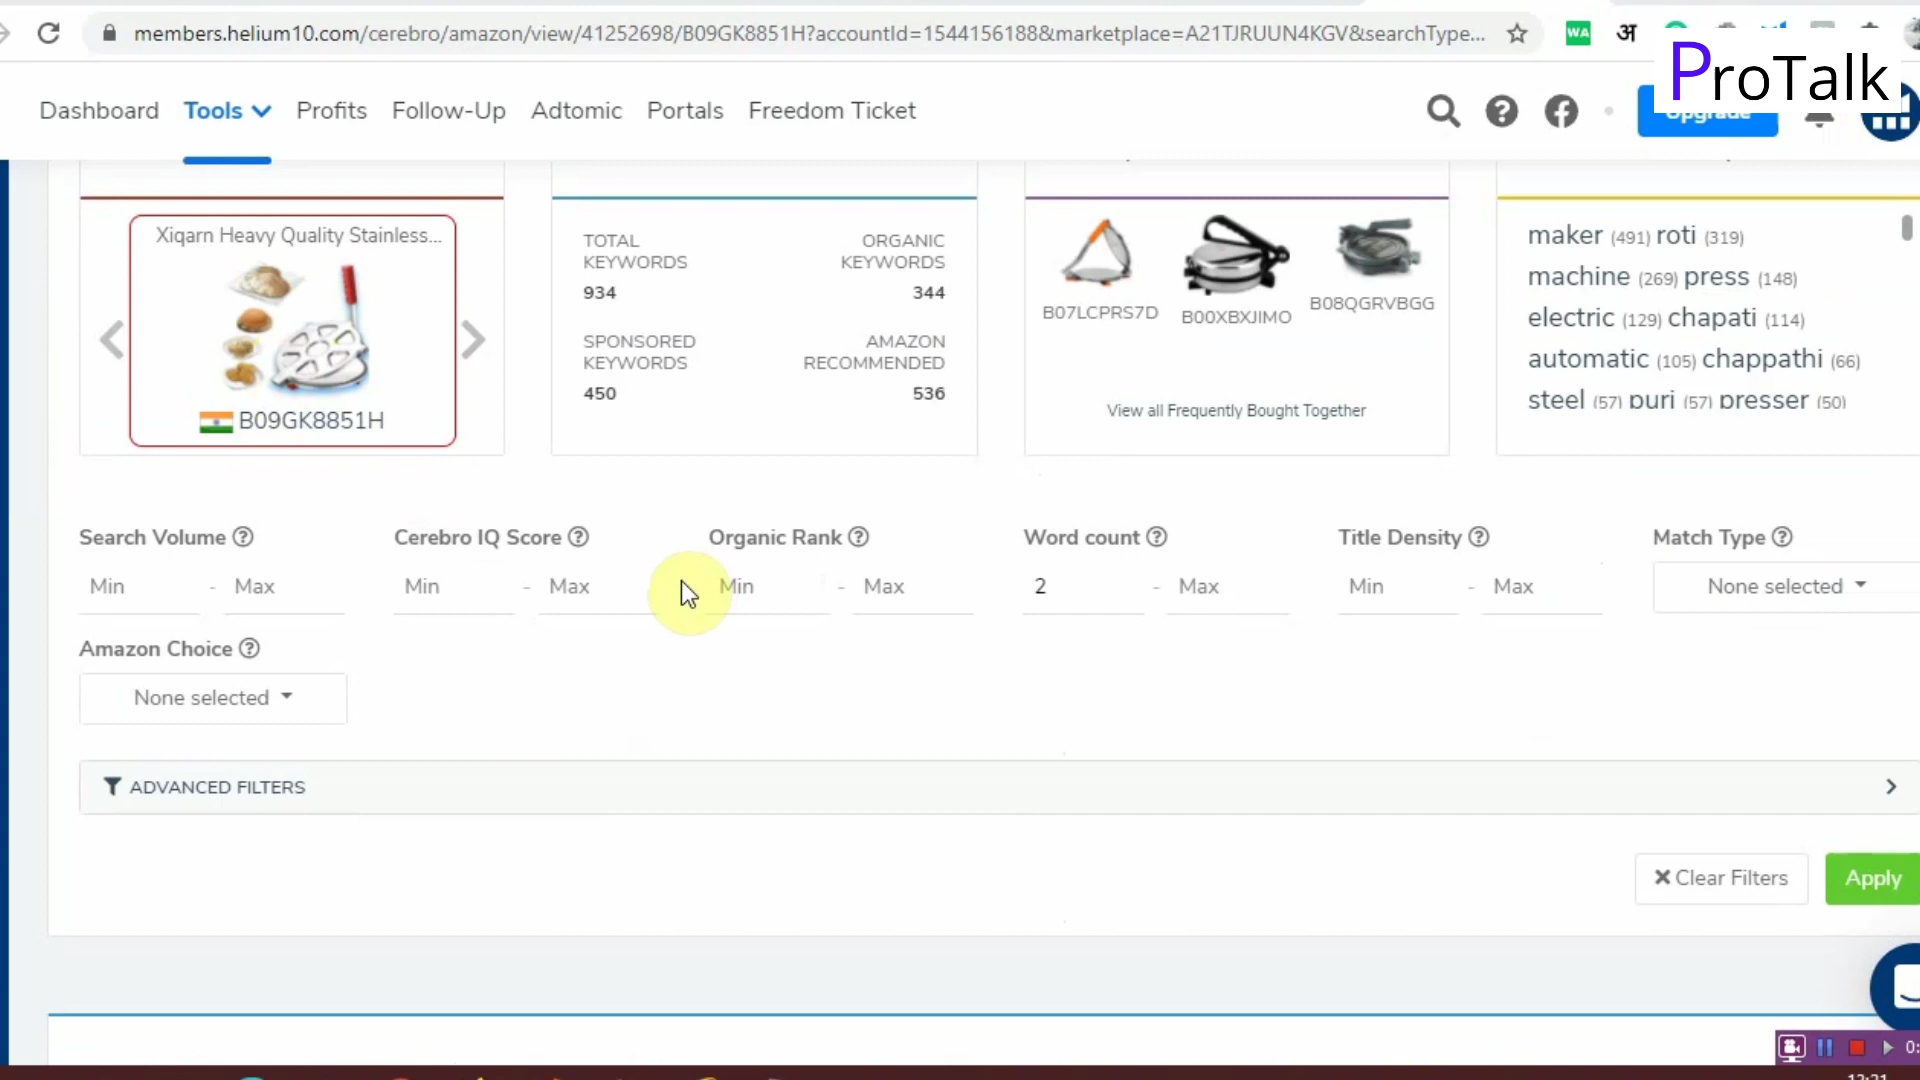 members.helium10.com/cerebro/amazon/view/41252698/B09GK8851H?accountId=1544156188&marketplace=A21TJRUUN4KGV&searchType...
WA
अ
ProTalk
Dashboard Tools Profits Follow-Up Adtomic Portals Freedom Ticket
Upgrade
Xiqarn Heavy Quality Stainless...
B09GK8851H
TOTAL KEYWORDS
934
ORGANIC KEYWORDS
344
SPONSORED KEYWORDS
450
AMAZON RECOMMENDED
536
B07LCPRS7D B00XBXJIMO B08QGRVBGG
View all Frequently Bought Together
maker (491) roti (319)
machine (269) press (148)
electric (129) chapati (114)
automatic (105) chappathi (66)
steel (57) puri (57) presser (50)
Search Volume Cerebro IQ Score Organic Rank Word count Title Density Match Type
Min - Max Min - Max Min - Max 2 - Max Min - Max None selected
Amazon Choice
None selected
ADVANCED FILTERS
Clear Filters Apply